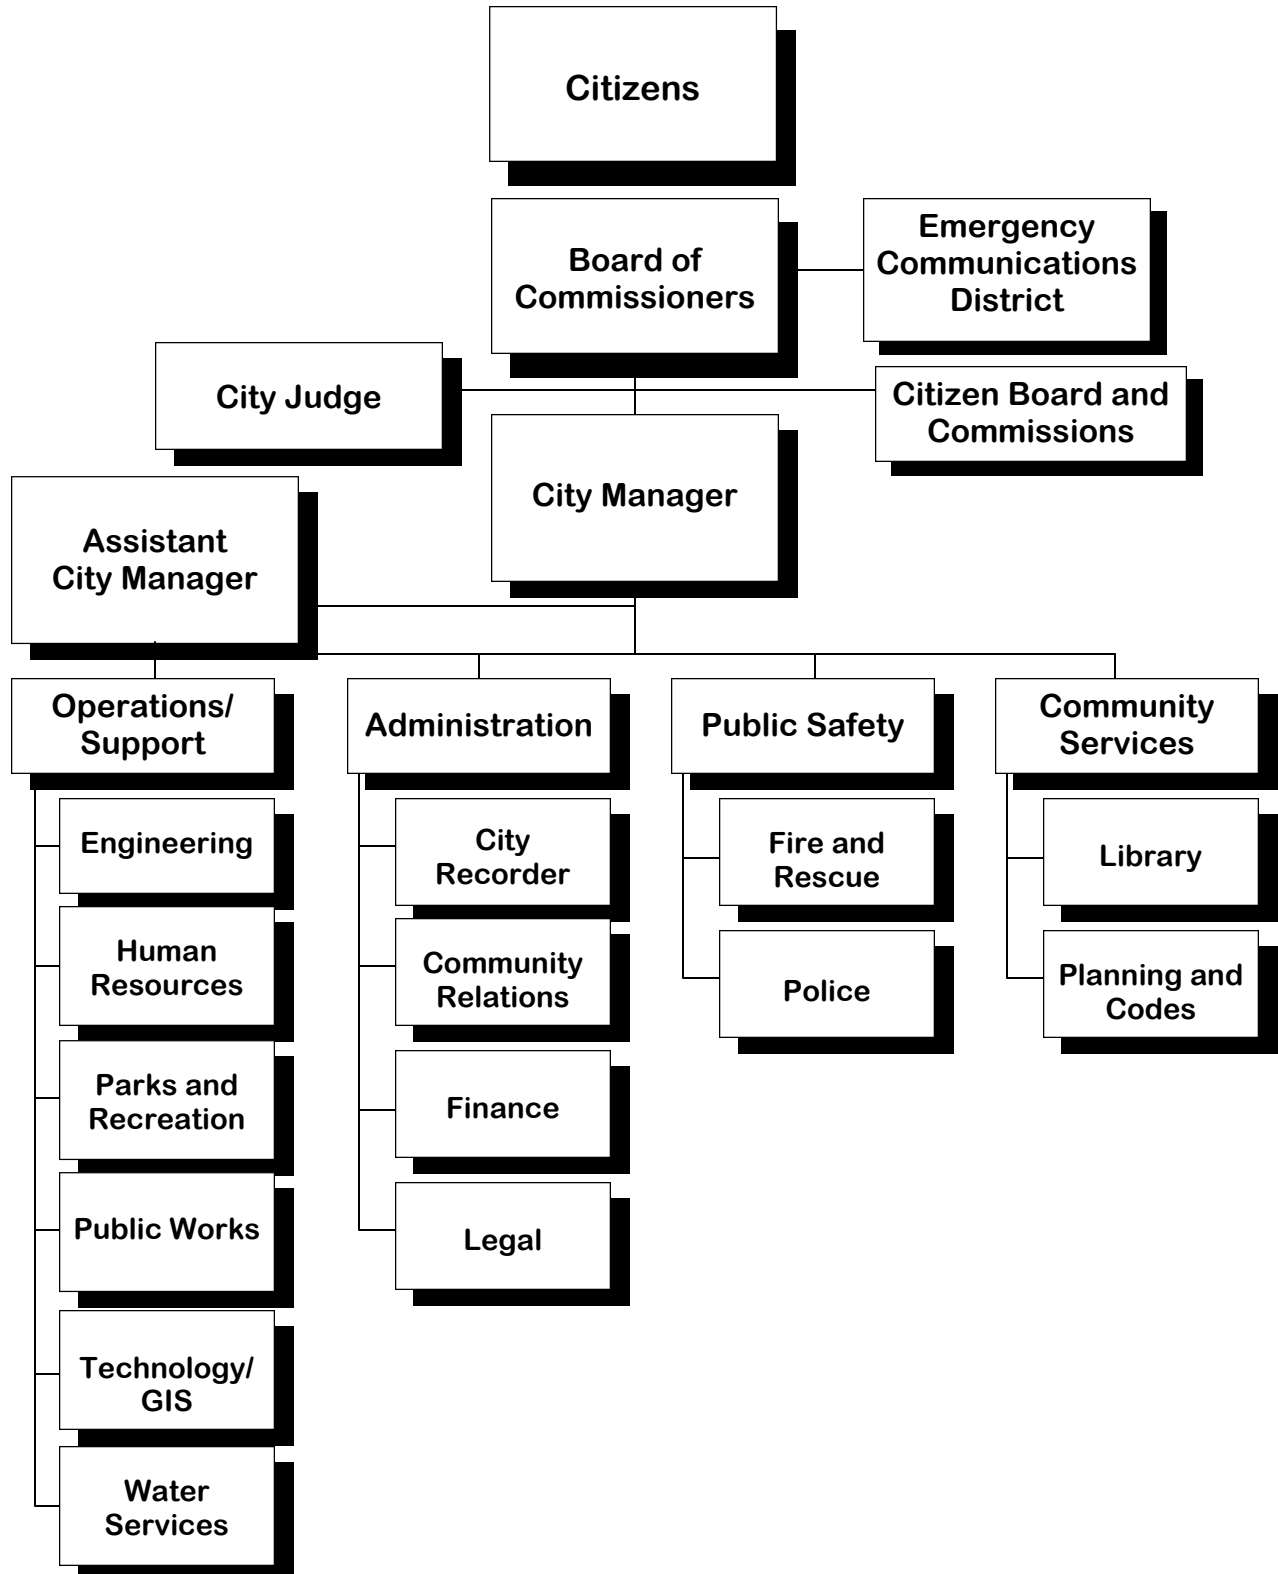 Citizens
Board of
Commissioners
Emergency
Communications
District
City Judge
Citizen Board and
Commissions
City Manager
Assistant
City Manager
Operations/
Support
Engineering
Human
Resources
Parks and
Recreation
Public Works
Technology/
GIS
Water
Services
Administration
City
Recorder
Community
Relations
Finance
Legal
Public Safety
Fire and
Rescue
Police
Community
Services
Library
Planning and
Codes